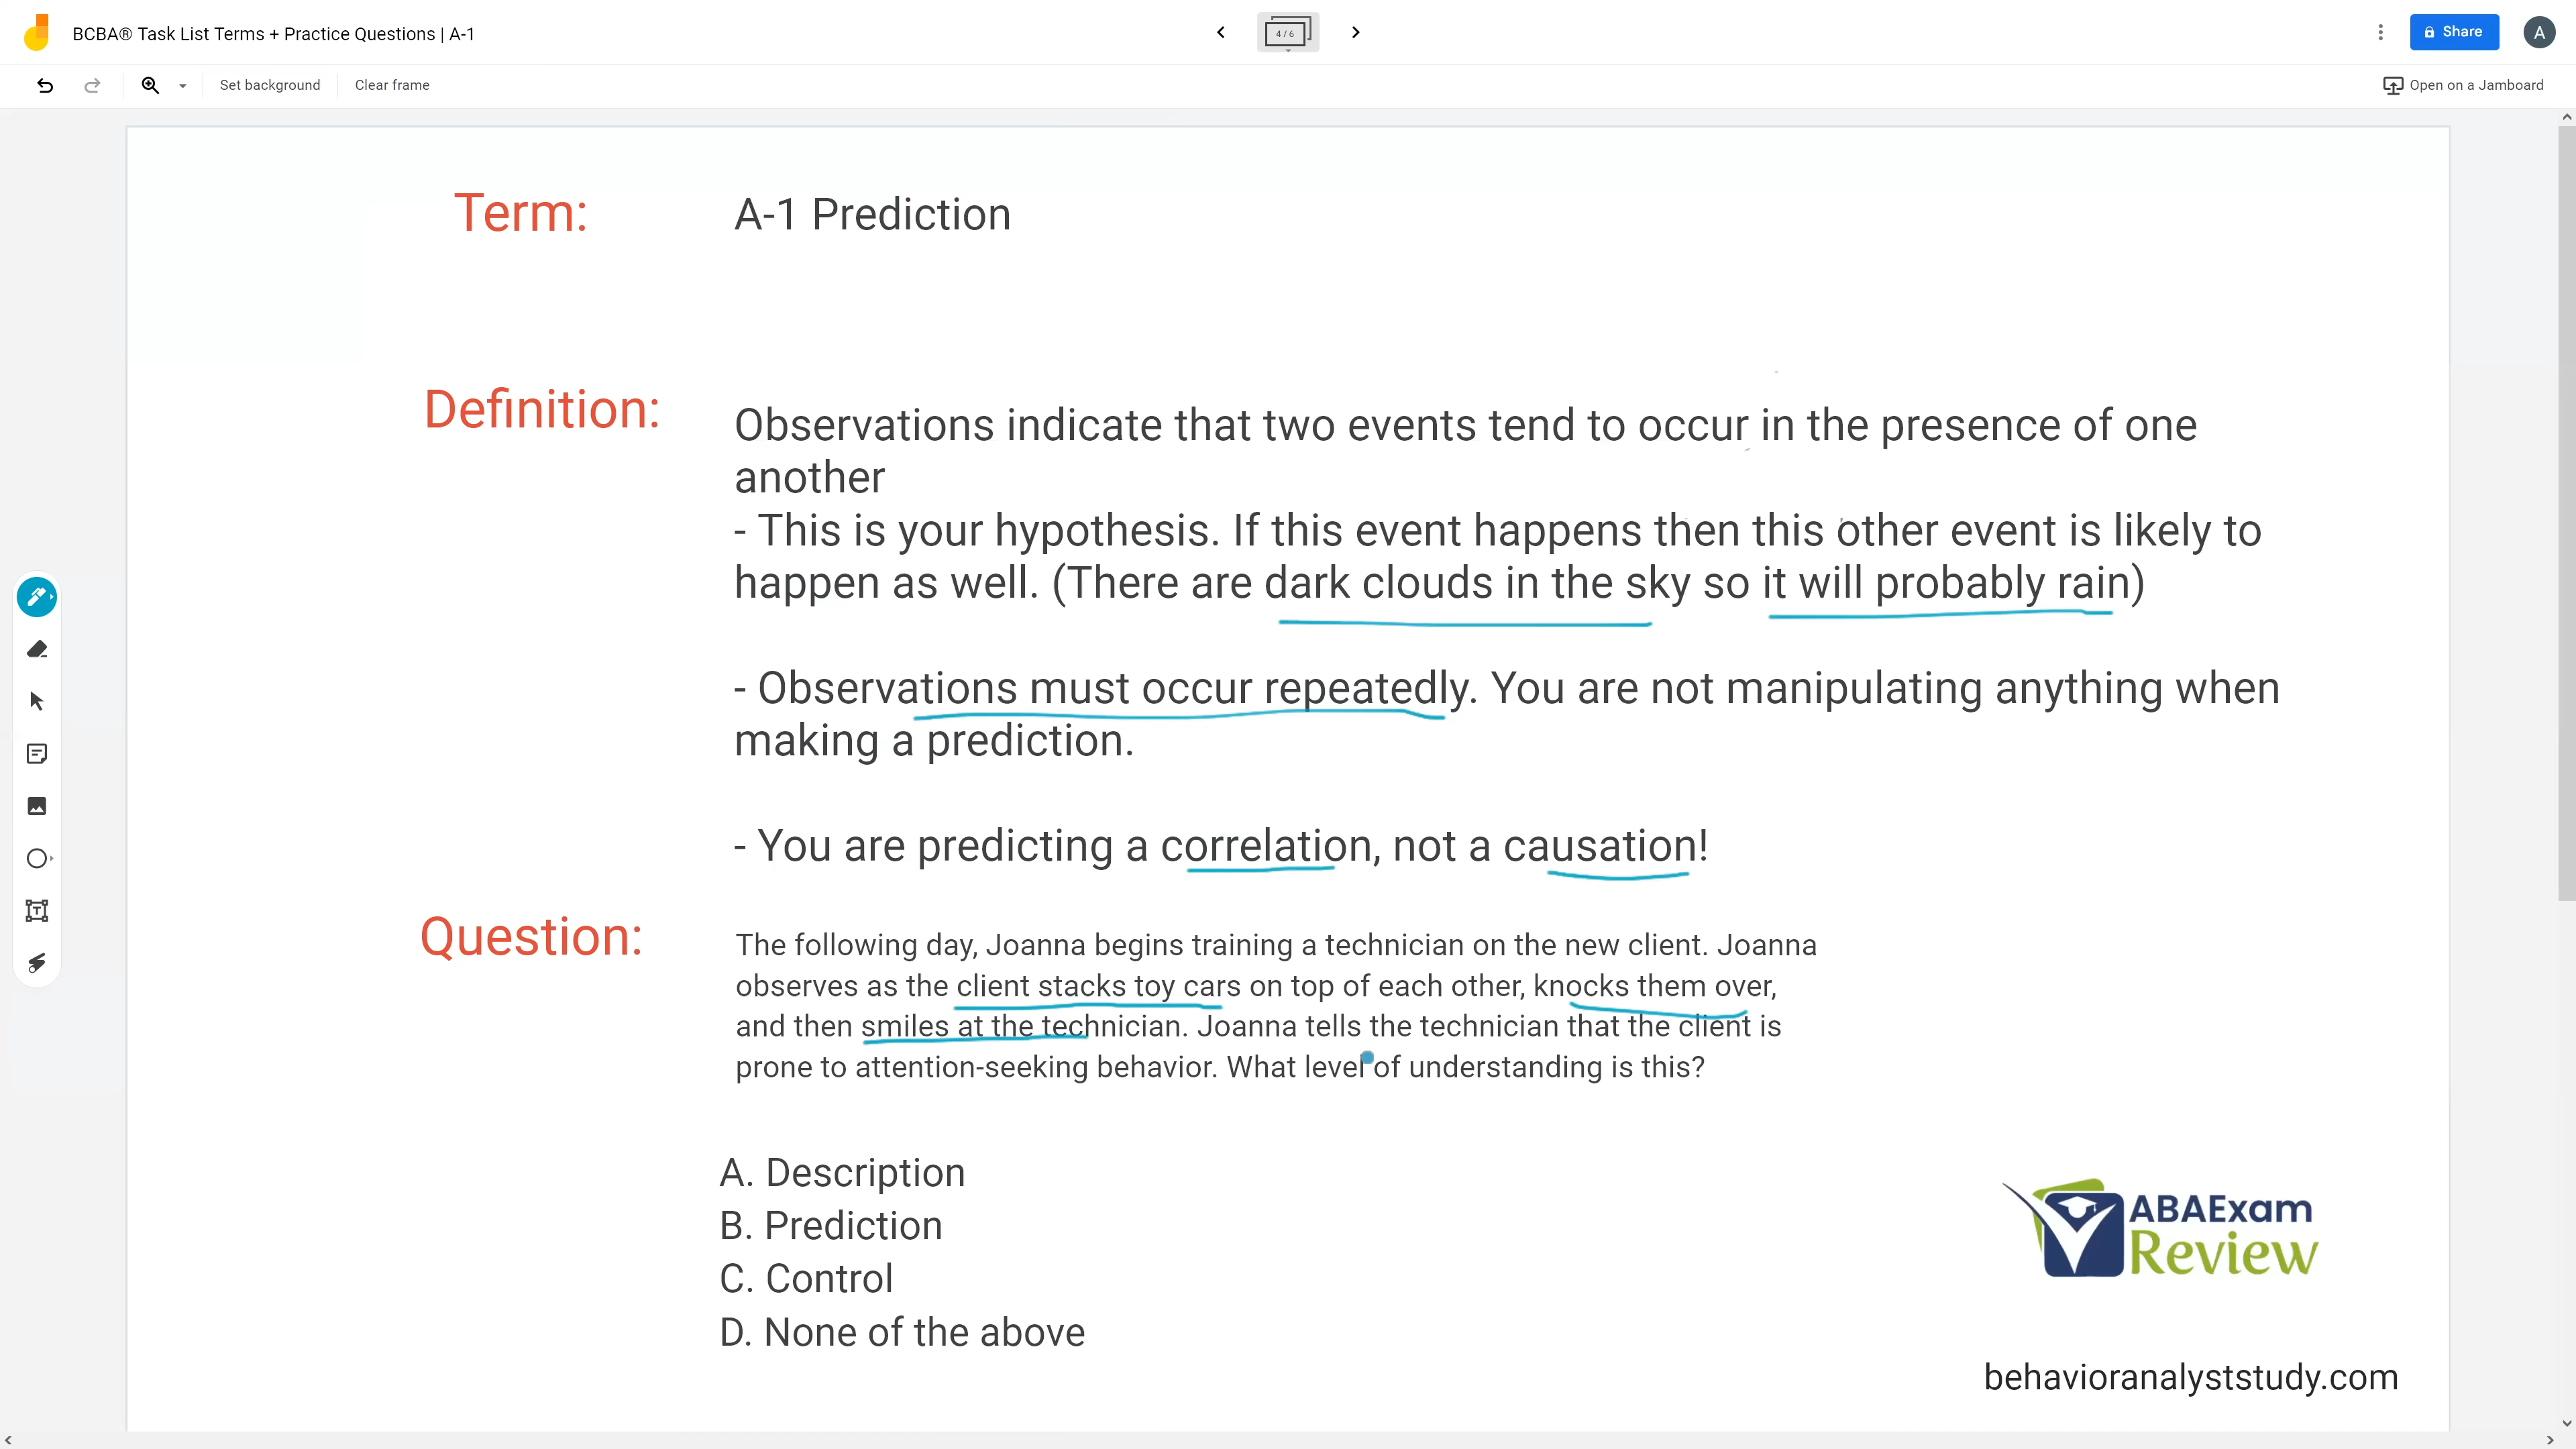 BCBA® Task List Terms + Practice Questions | A-1
4 / 6
Share
A
Set background
Clear frame
Open on a Jamboard
Term:
A-1 Prediction
Definition:
Observations indicate that two events tend to occur in the presence of one
another
- This is your hypothesis. If this event happens then this other event is likely to
happen as well. (There are dark clouds in the sky so it will probably rain)
- Observations must occur repeatedly. You are not manipulating anything when
making a prediction.
- You are predicting a correlation, not a causation!
Question:
The following day, Joanna begins training a technician on the new client. Joanna
observes as the client stacks toy cars on top of each other, knocks them over,
and then smiles at the technician. Joanna tells the technician that the client is
prone to attention-seeking behavior. What level of understanding is this?
A. Description
B. Prediction
C. Control
D. None of the above
ABAExam
Review
behavioranalyststudy.com